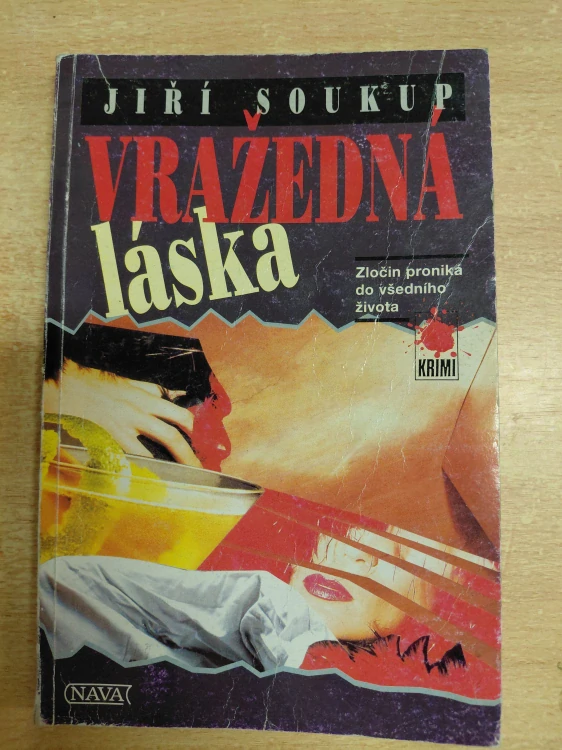 JIŘÍ SOUKUP
VRAŽEDNÁ
láska
Zločin proniká
do všedního
života
KRIMI
NAVA